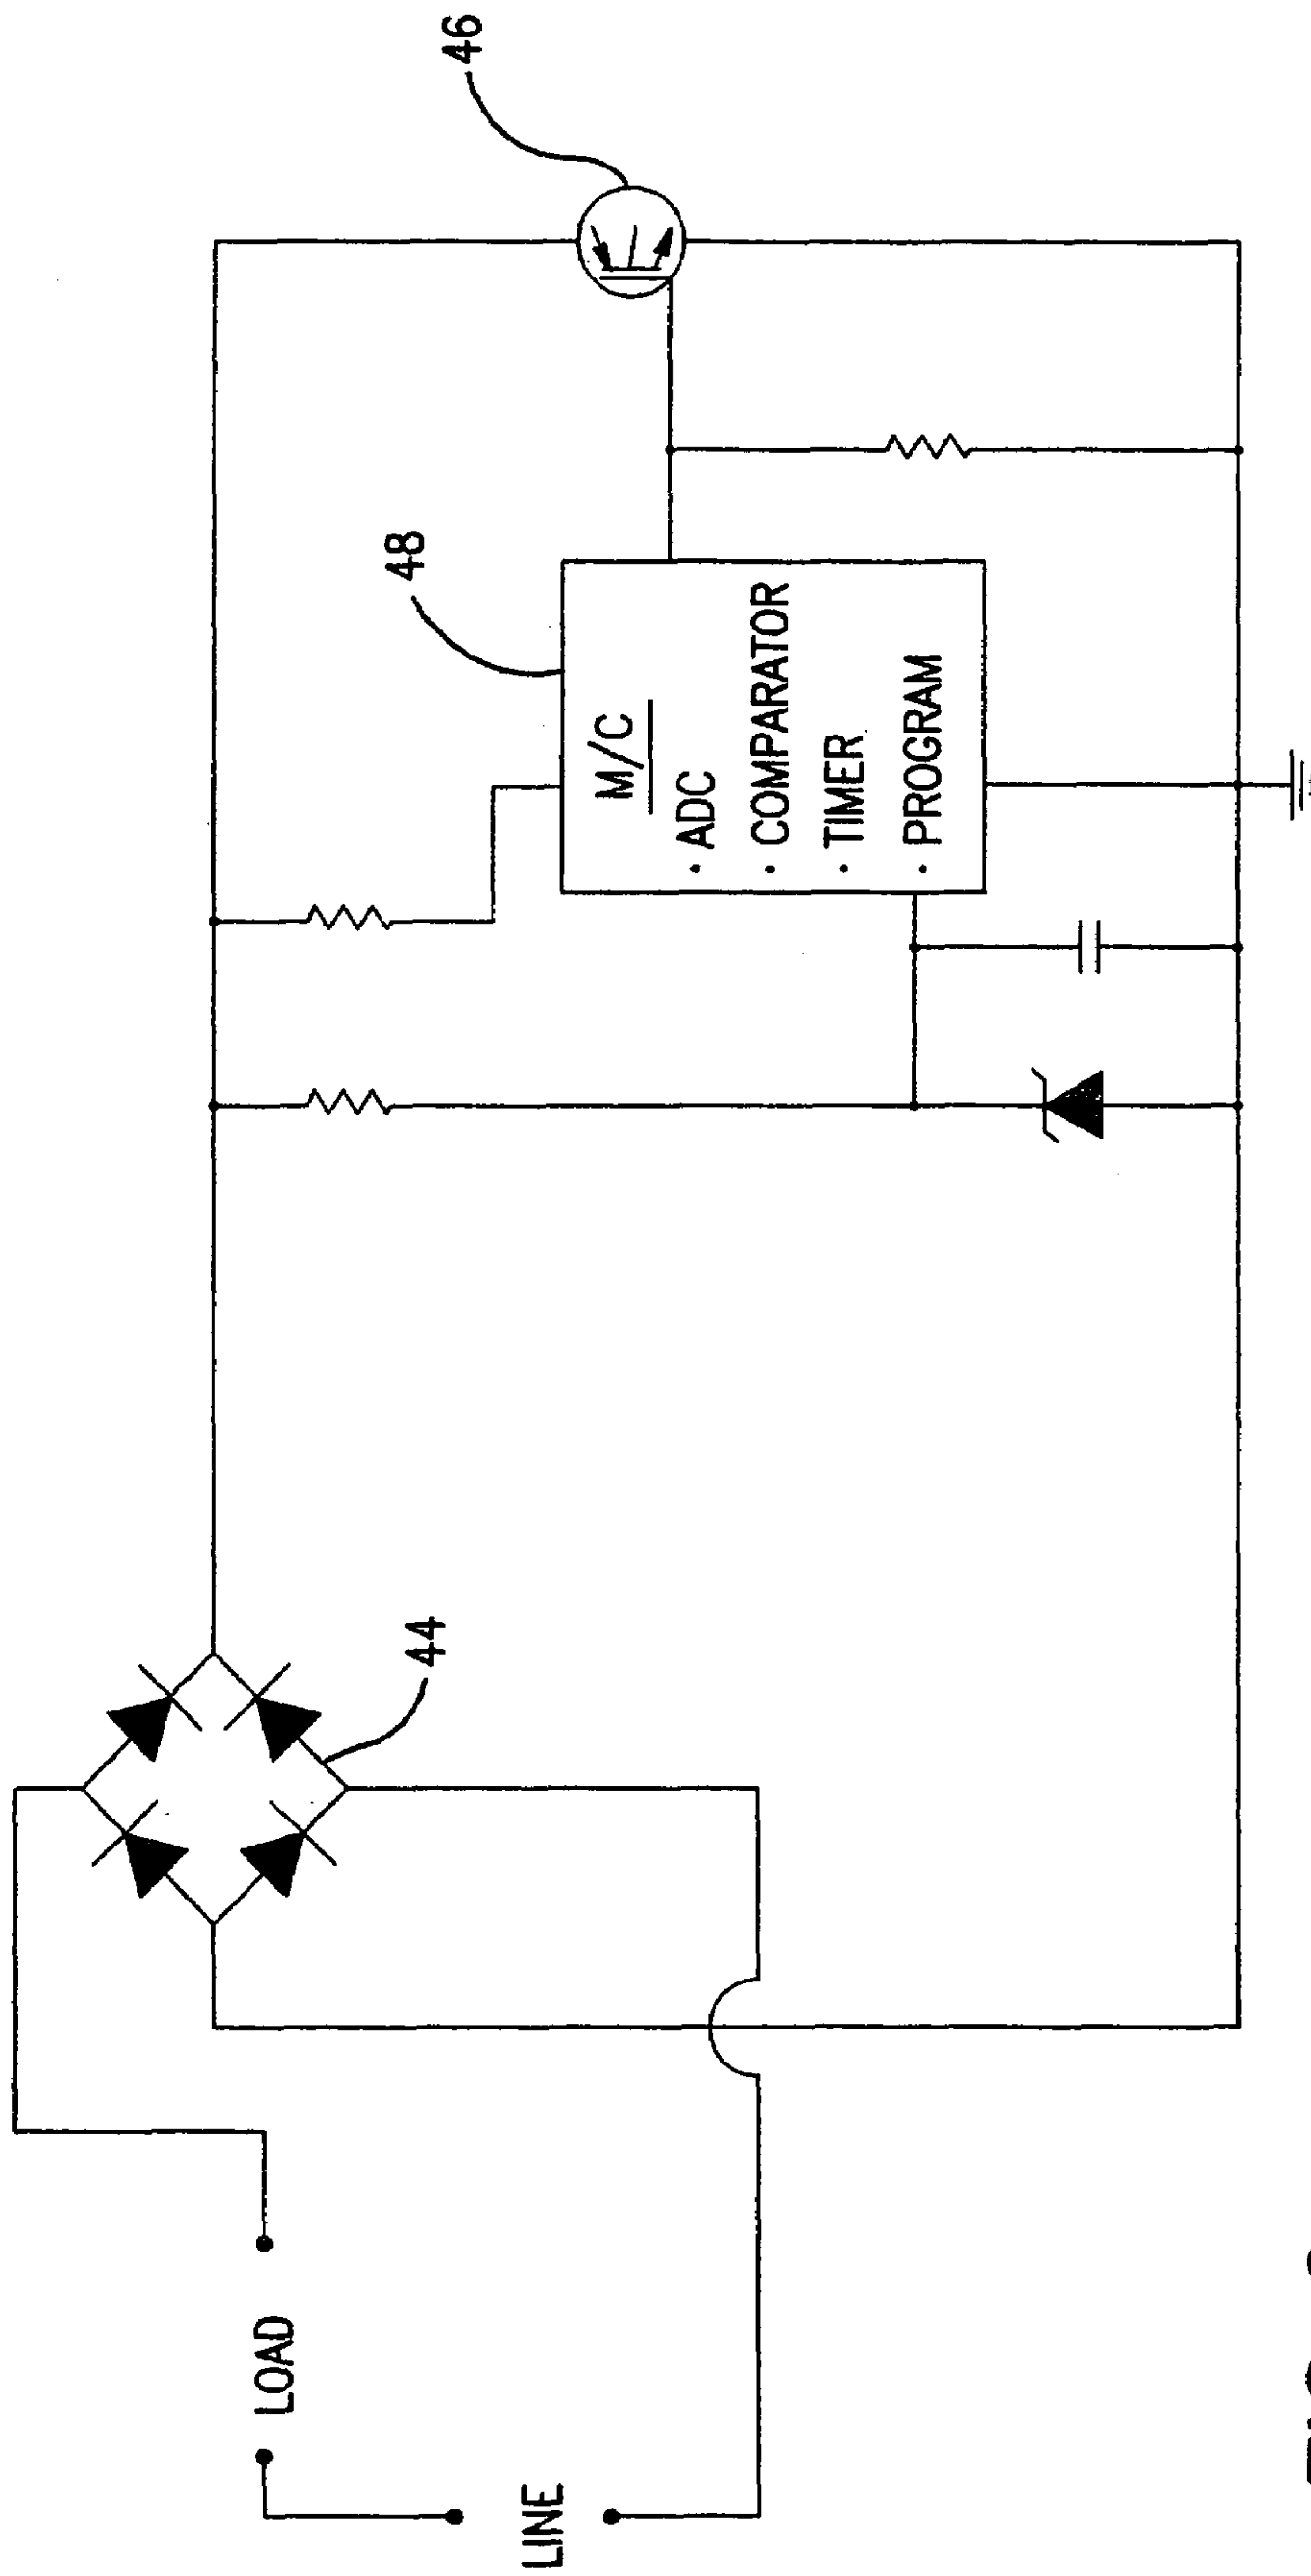 46
48
M/C
· ADC
· COMPARATOR
· TIMER
· PROGRAM
44
LOAD
LINE